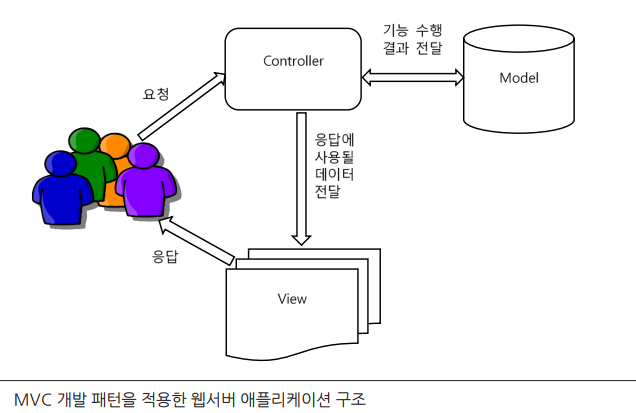 기능 수행
결과 전달
Controller
Model
요청
응답에
사용될
데이터
전달
응답
View
MVC 개발 패턴을 적용한 웹서버 애플리케이션 구조